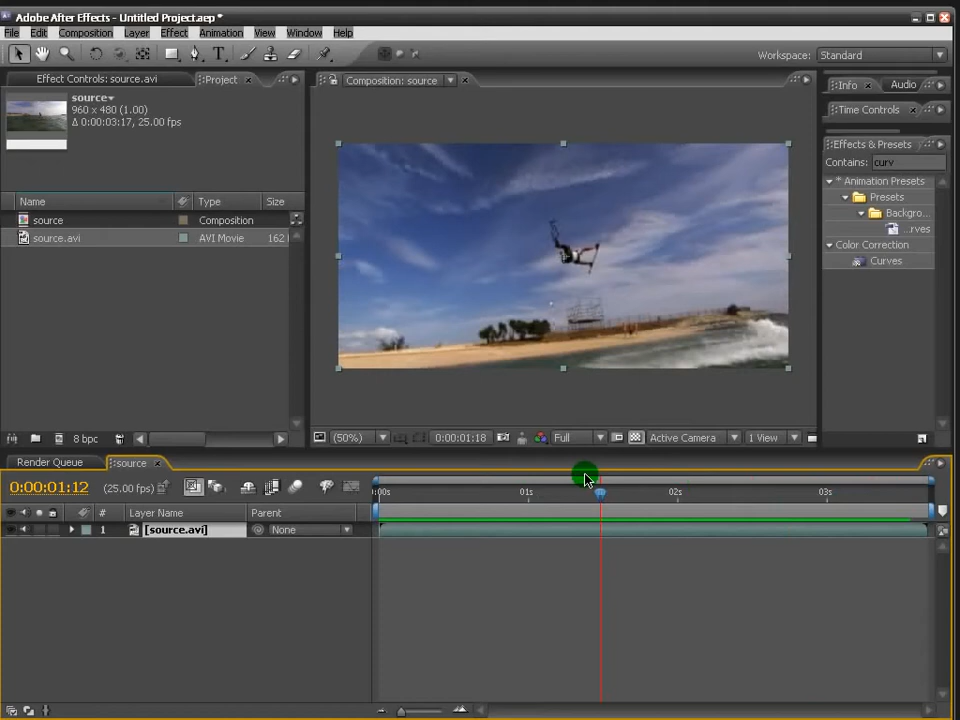 Adobe After Effects - Untitled Project.aep *
File Edit Composition Layer Effect Animation View Window Help
Workspace: Standard
Effect Controls: source.avi
Project
Composition: source
Info
Audio
source
960 x 480 (1.00)
Δ 0:00:03:17, 25.00 fps
Time Controls
Effects & Presets
Contains: curv
* Animation Presets
Presets
Backgro...
...rves
Color Correction
Curves
Name Type Size
source Composition
source.avi AVI Movie 162
8 bpc
(50%) 0:00:01:18 Full Active Camera 1 View
Render Queue
source
0:00:01:12 (25.00 fps)
:00s 01s 02s 03s
# Layer Name Parent
1 [source.avi] None